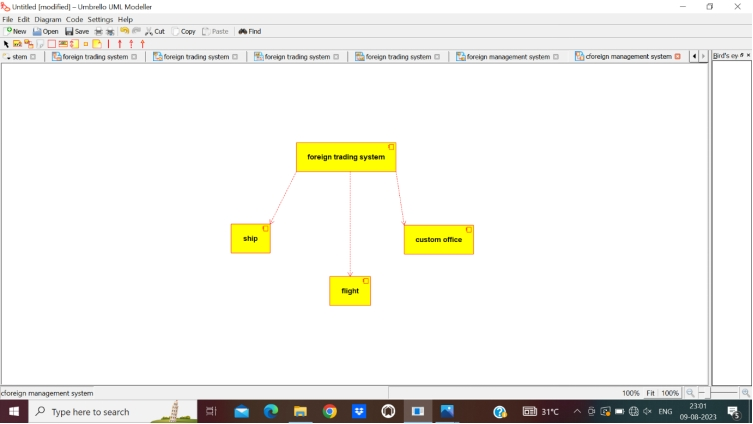 Untitled [modified] – Umbrello UML Modeller
File Edit Diagram Code Settings Help
New Open Save Cut Copy Paste Find
stem foreign trading system foreign trading system foreign trading system foreign trading system foreign management system cforeign management system Bird's ey
foreign trading system
ship
custom office
flight
cforeign management system 100% Fit 100%
Type here to search 31°C ENG 23:01
09-08-2023 5